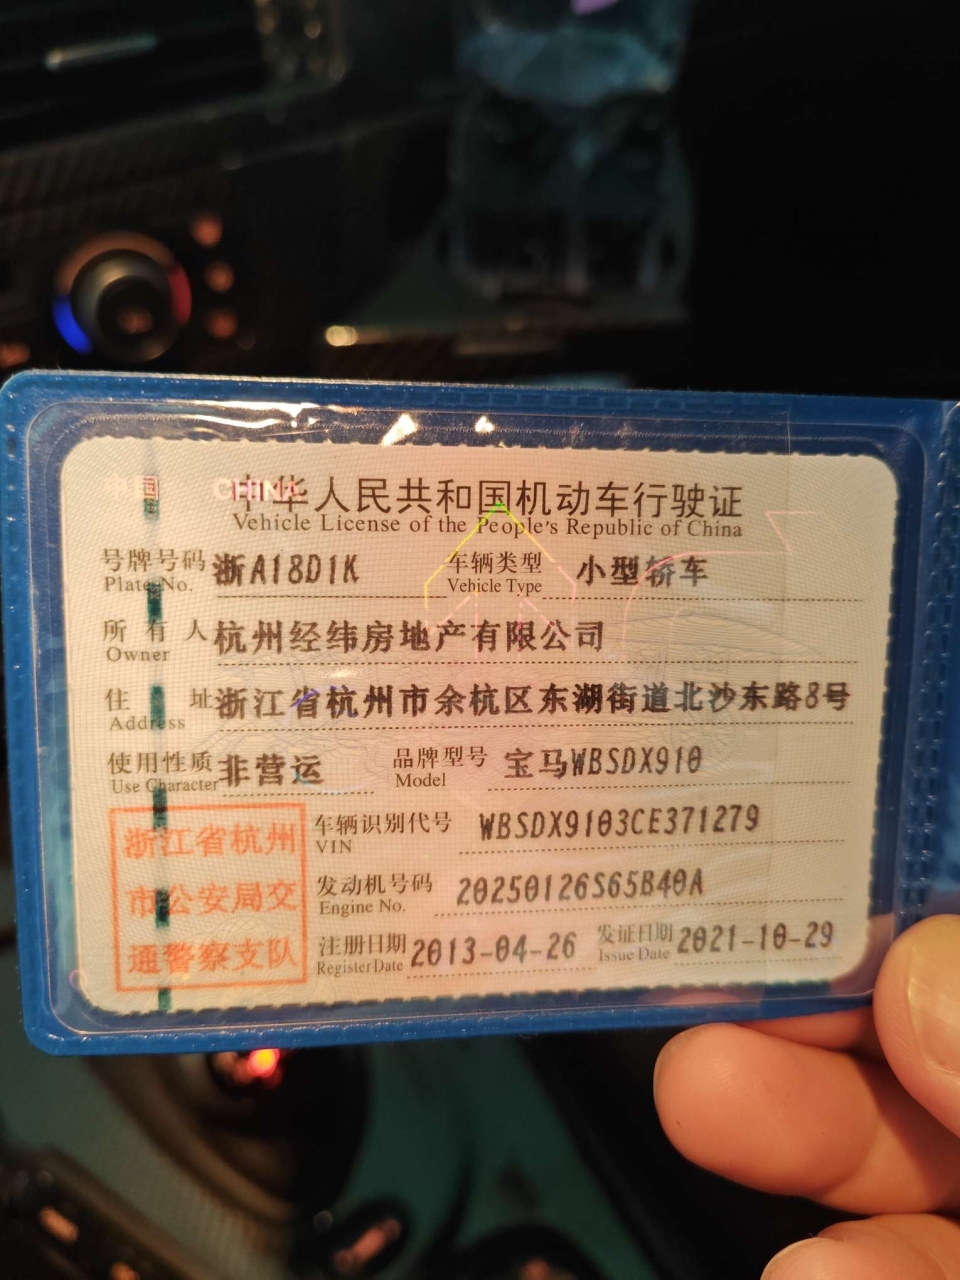 中国 CHINA
中华人民共和国机动车行驶证
Vehicle License of the People's Republic of China
号牌号码 浙A18D1K 车辆类型 小型轿车
Plate No. Vehicle Type
所有人 杭州经纬房地产有限公司
Owner
住址 浙江省杭州市余杭区东湖街道北沙东路8号
Address
使用性质 非营运 品牌型号 宝马WBSDX910
Use Character Model
浙江省杭州
市公安局交
通警察支队
车辆识别代号 WBSDX9103CE371279
VIN
发动机号码 20250126S65B40A
Engine No.
注册日期 2013-04-26 发证日期 2021-10-29
Register Date Issue Date